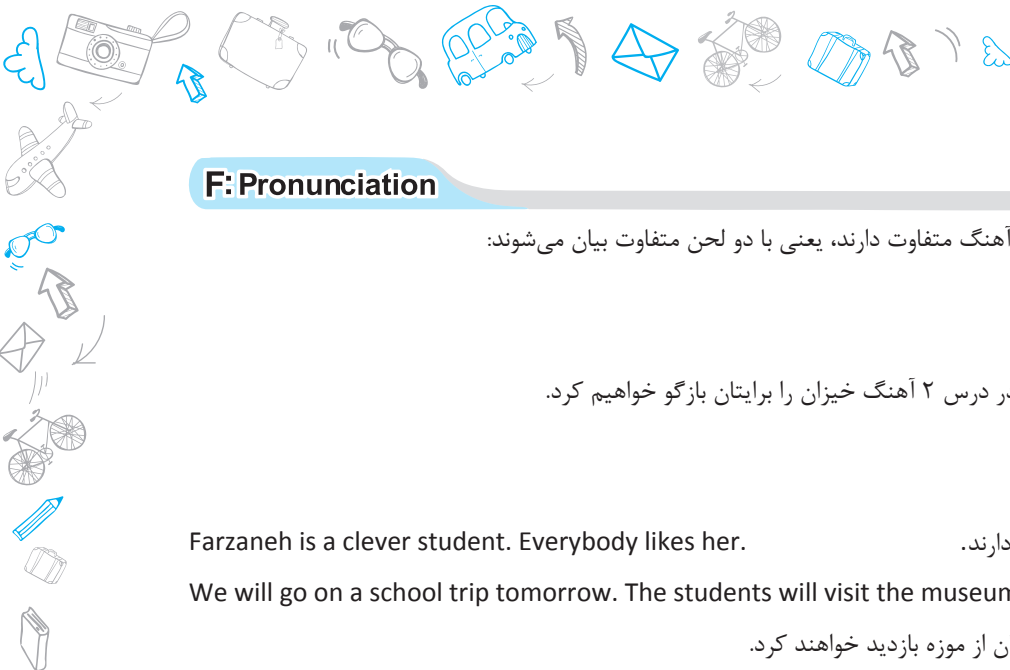 F: Pronunciation
آهنگ متفاوت دارند، یعنی با دو لحن متفاوت بیان می‌شوند:
در درس ۲ آهنگ خیزان را برایتان بازگو خواهیم کرد.
Farzaneh is a clever student. Everybody likes her. دارند.
We will go on a school trip tomorrow. The students will visit the museum
از موزه بازدید خواهند کرد.